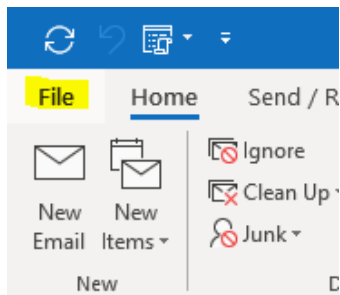 File Home Send / R
Ignore
Clean Up
Junk
New New
Email Items
New D